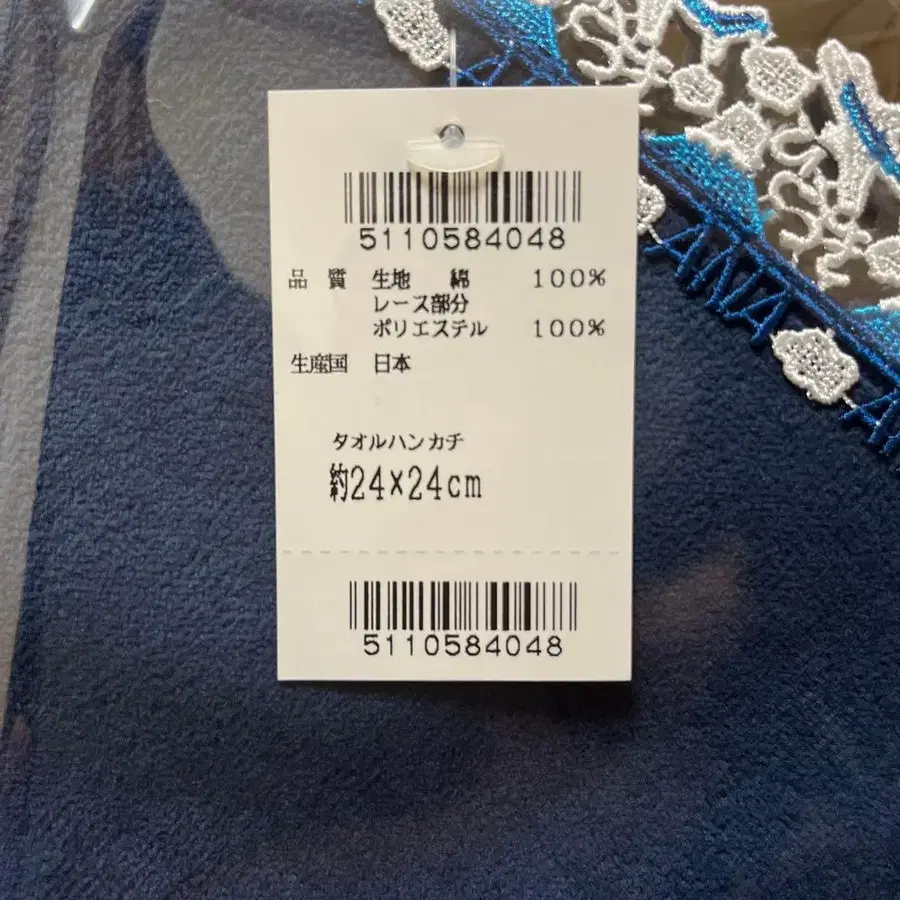 5110584048
品 質 生地 綿 100%
レース部分
ポリエステル 100%
生産国 日本
タオルハンカチ
約24×24cm
5110584048
ANA